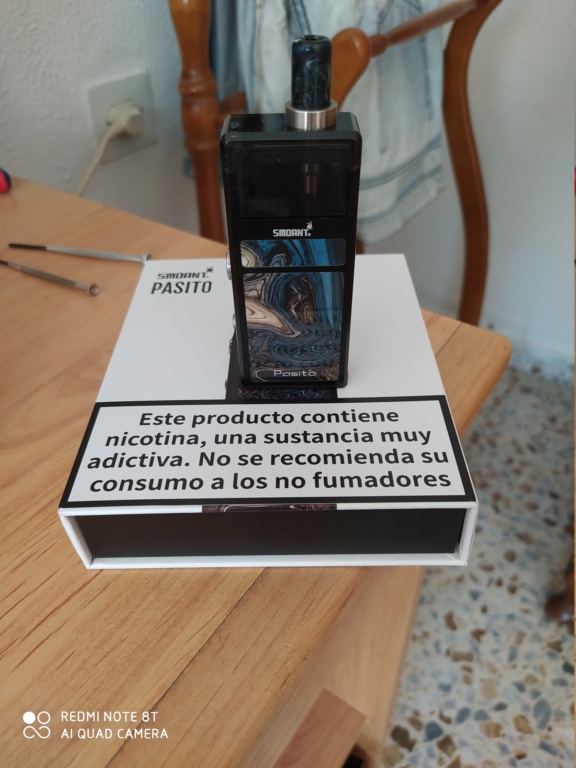 SMOANT
Pasito
SMOANT
PASITO
Este producto contiene
nicotina, una sustancia muy
adictiva. No se recomienda su
consumo a los no fumadores
REDMI NOTE 8T
AI QUAD CAMERA